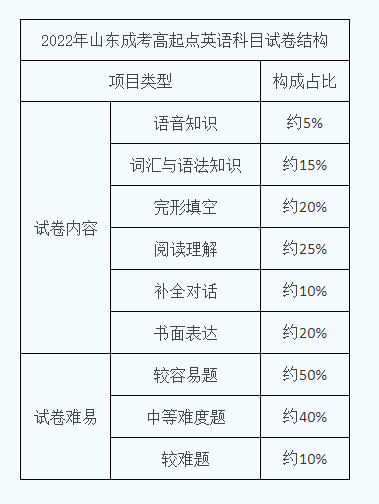 2022年山东成考高起点英语科目试卷结构
项目类型 构成占比
试卷内容
语音知识 约5%
词汇与语法知识 约15%
完形填空 约20%
阅读理解 约25%
补全对话 约10%
书面表达 约20%
试卷难易
较容易题 约50%
中等难度题 约40%
较难题 约10%